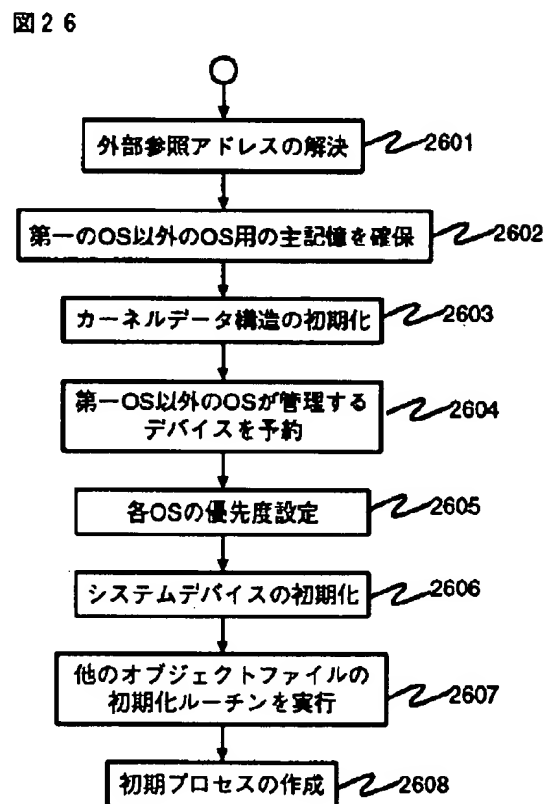 図26
外部参照アドレスの解決
2601
第一のOS以外のOS用の主記憶を確保
2602
カーネルデータ構造の初期化
2603
第一OS以外のOSが管理する
デバイスを予約
2604
各OSの優先度設定
2605
システムデバイスの初期化
2606
他のオブジェクトファイルの
初期化ルーチンを実行
2607
初期プロセスの作成
2608